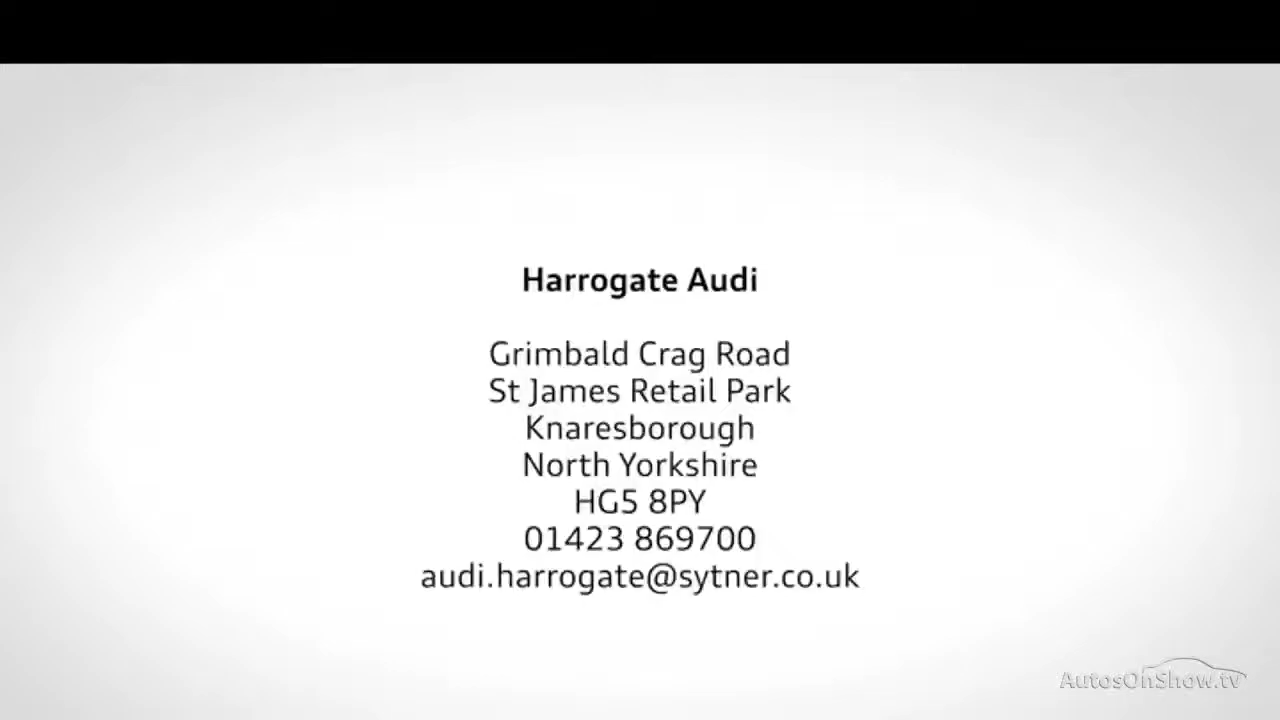 Harrogate Audi
Grimbald Crag Road
St James Retail Park
Knaresborough
North Yorkshire
HG5 8PY
01423 869700
audi.harrogate@sytner.co.uk
AutosOnShow.tv